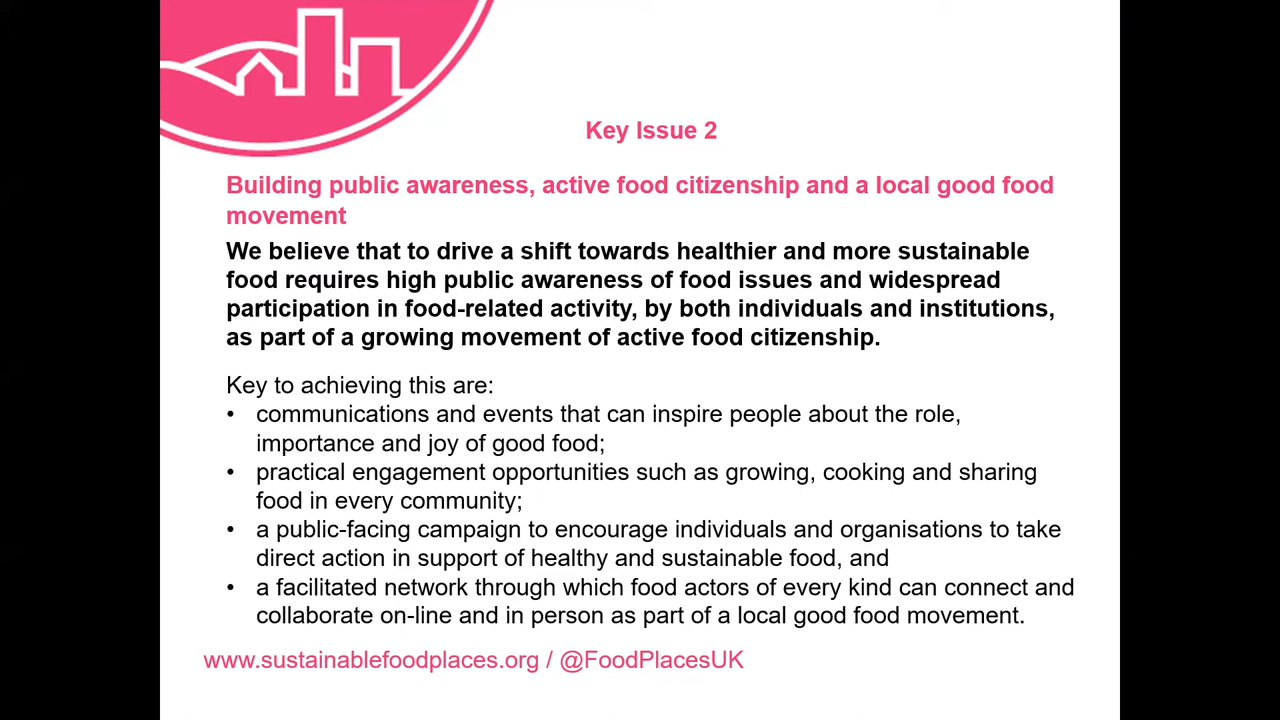 Key Issue 2
Building public awareness, active food citizenship and a local good food
movement
We believe that to drive a shift towards healthier and more sustainable
food requires high public awareness of food issues and widespread
participation in food-related activity, by both individuals and institutions,
as part of a growing movement of active food citizenship.
Key to achieving this are:
• communications and events that can inspire people about the role,
importance and joy of good food;
• practical engagement opportunities such as growing, cooking and sharing
food in every community;
• a public-facing campaign to encourage individuals and organisations to take
direct action in support of healthy and sustainable food, and
• a facilitated network through which food actors of every kind can connect and
collaborate on-line and in person as part of a local good food movement.
www.sustainablefoodplaces.org / @FoodPlacesUK